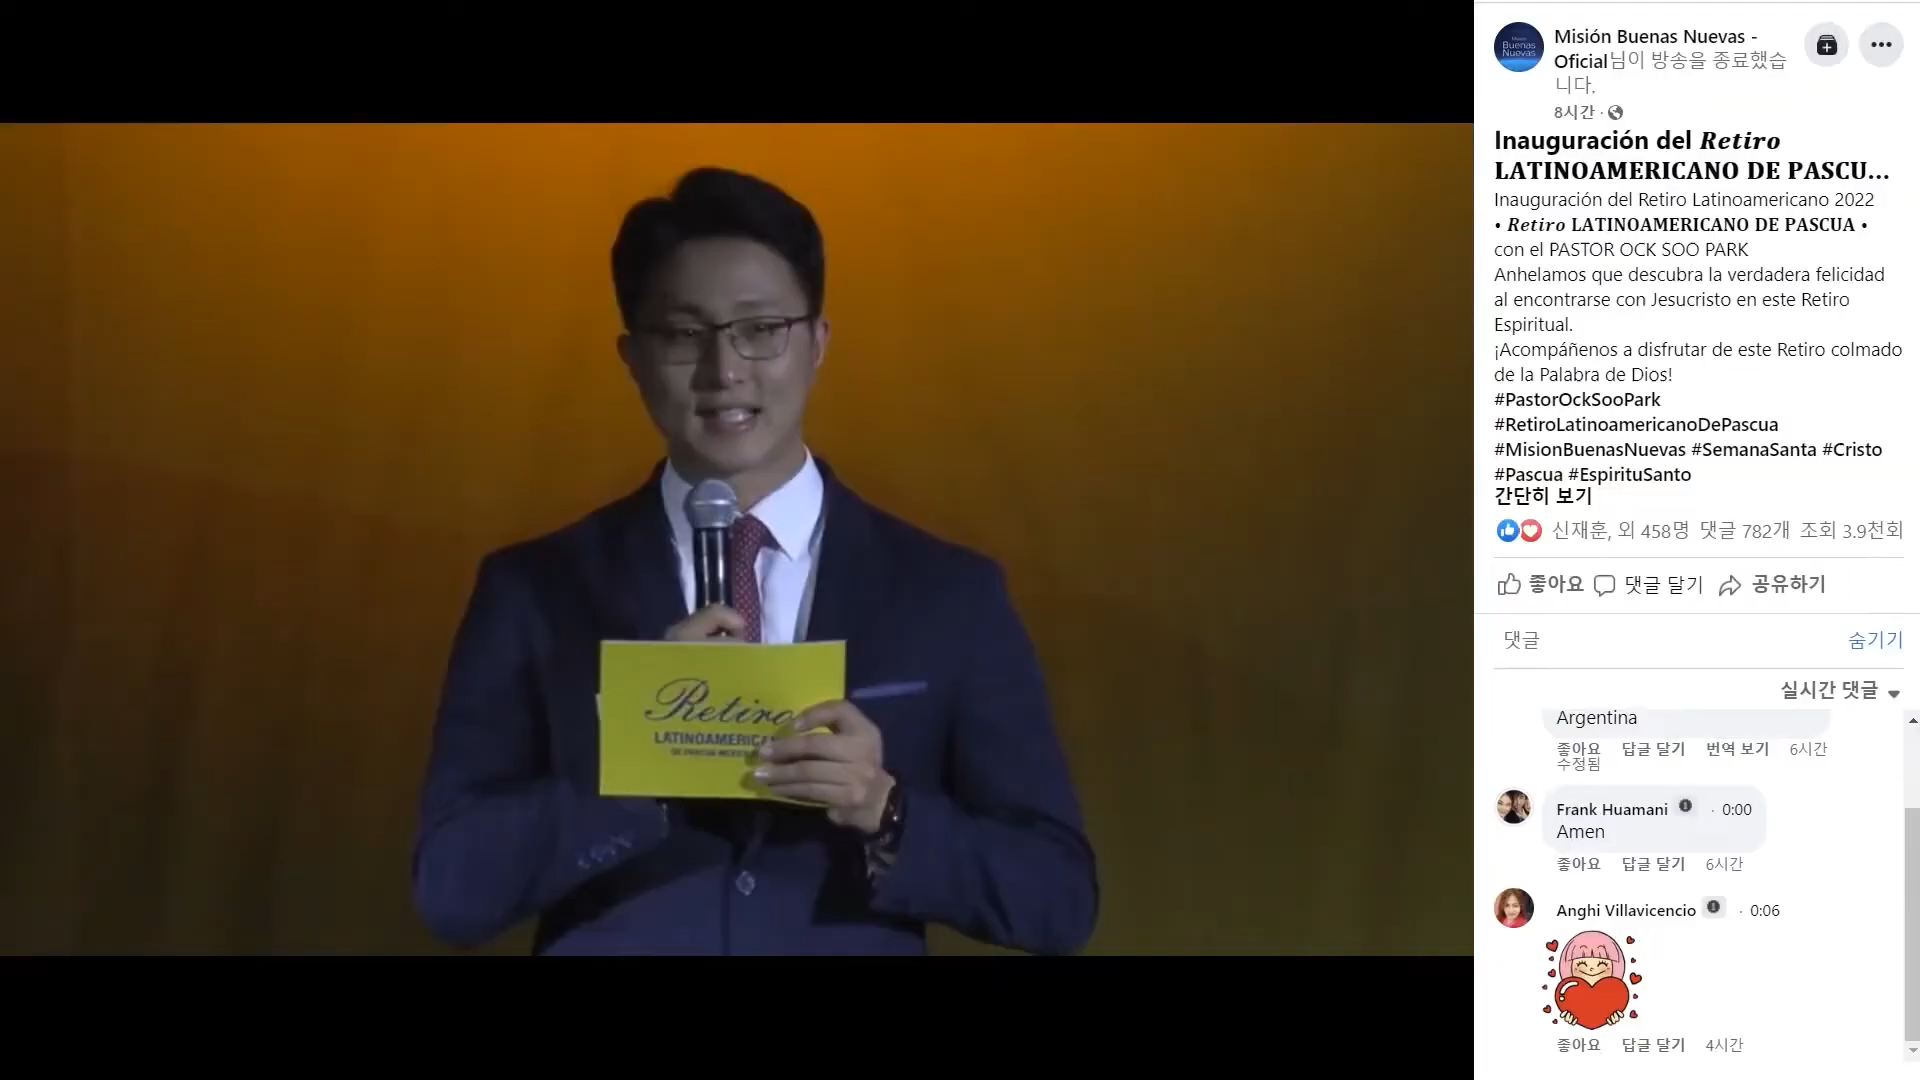 Retiro
LATINOAMERICA
Misión
Buenas
Nuevas
Misión Buenas Nuevas -
Oficial님이 방송을 종료했습
니다.
8시간 ·
Inauguración del Retiro
LATINOAMERICANO DE PASCU...
Inauguración del Retiro Latinoamericano 2022
• Retiro LATINOAMERICANO DE PASCUA •
con el PASTOR OCK SOO PARK
Anhelamos que descubra la verdadera felicidad
al encontrarse con Jesucristo en este Retiro
Espiritual.
¡Acompáñenos a disfrutar de este Retiro colmado
de la Palabra de Dios!
#PastorOckSooPark
#RetiroLatinoamericanoDePascua
#MisionBuenasNuevas #SemanaSanta #Cristo
#Pascua #EspirituSanto
간단히 보기
신재훈, 외 458명 댓글 782개 조회 3.9천회
좋아요 댓글 달기 공유하기
댓글 숨기기
실시간 댓글
Argentina
좋아요 답글 달기 번역 보기 6시간
수정됨
Frank Huamani · 0:00
Amen
좋아요 답글 달기 6시간
Anghi Villavicencio · 0:06
좋아요 답글 달기 4시간